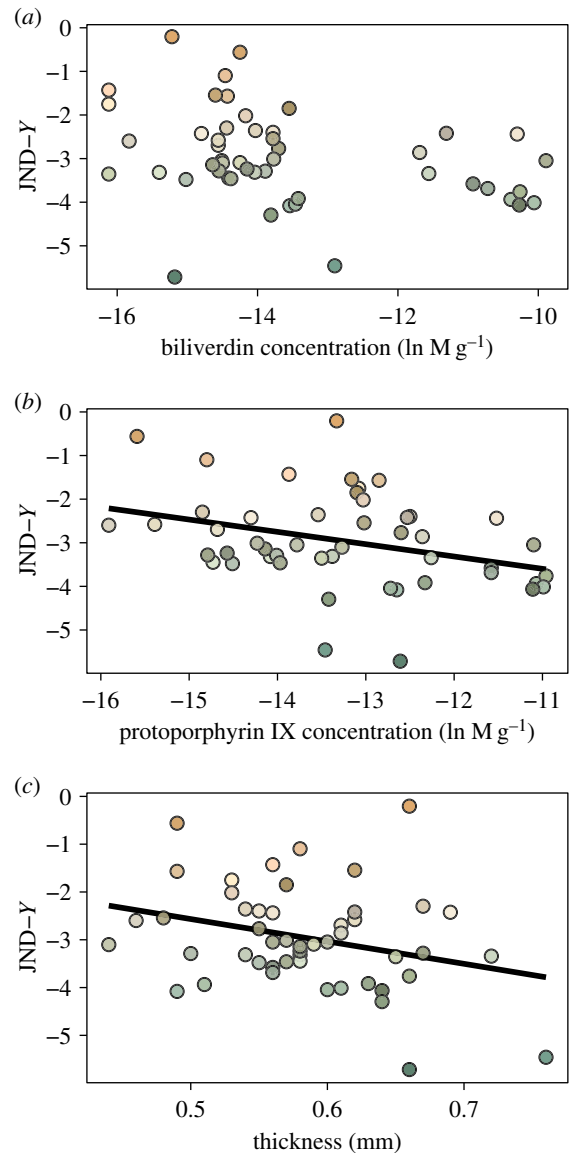 (a)
0
−1
−2
−3
−4
−5
JND−Y
−16 −14 −12 −10
biliverdin concentration (ln M g⁻¹)
(b)
0
−1
−2
−3
−4
−5
JND−Y
−16 −15 −14 −13 −12 −11
protoporphyrin IX concentration (ln M g⁻¹)
(c)
0
−1
−2
−3
−4
−5
JND−Y
0.5 0.6 0.7
thickness (mm)